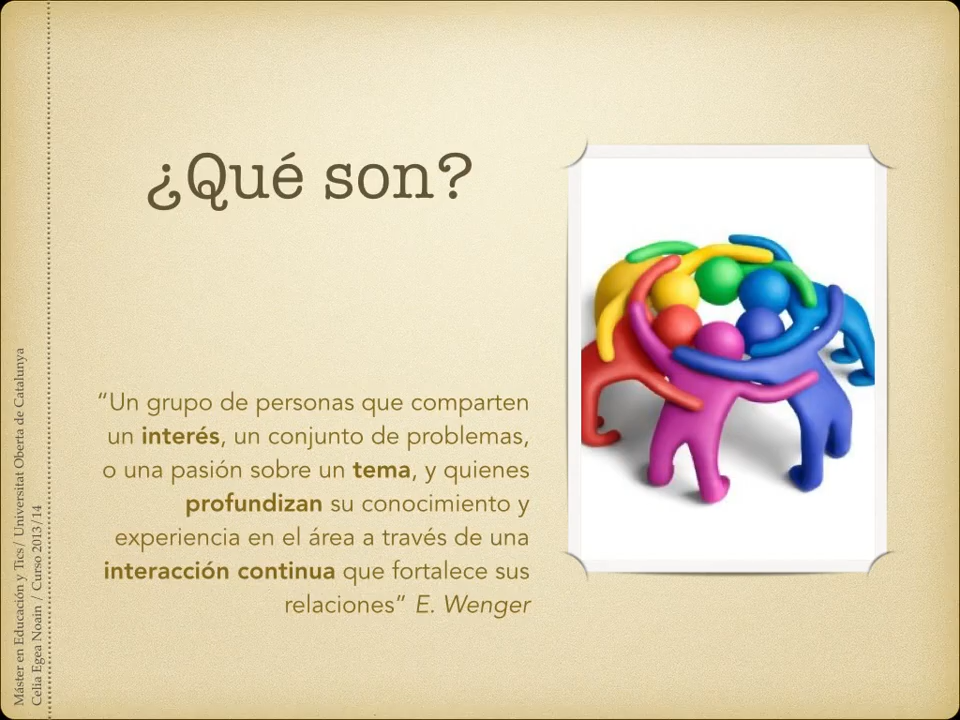 ¿Qué son?
“Un grupo de personas que comparten
un interés, un conjunto de problemas,
o una pasión sobre un tema, y quienes
profundizan su conocimiento y
experiencia en el área a través de una
interacción continua que fortalece sus
relaciones” E. Wenger
Máster en Educación y Tics/ Universitat Oberta de Catalunya
Celia Egea Noain / Curso 2013/14